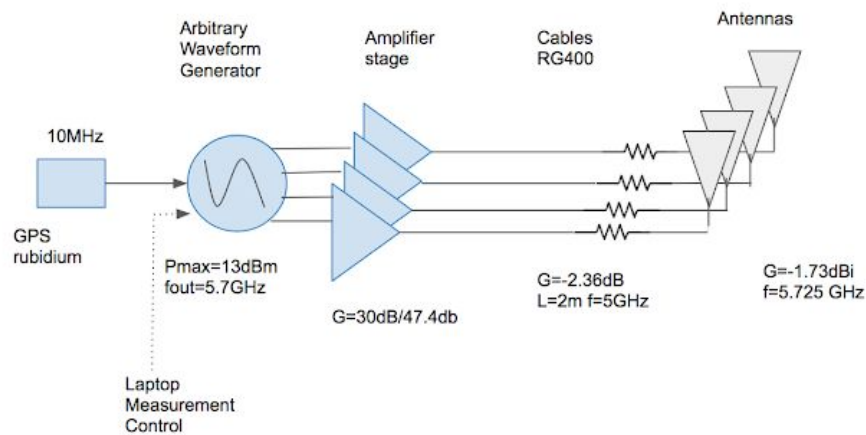 Arbitrary
Waveform
Generator
Amplifier
stage
Cables
RG400
Antennas
10MHz
GPS
rubidium
Pmax=13dBm
fout=5.7GHz
G=30dB/47.4db
G=-2.36dB
L=2m f=5GHz
G=-1.73dBi
f=5.725 GHz
Laptop
Measurement
Control